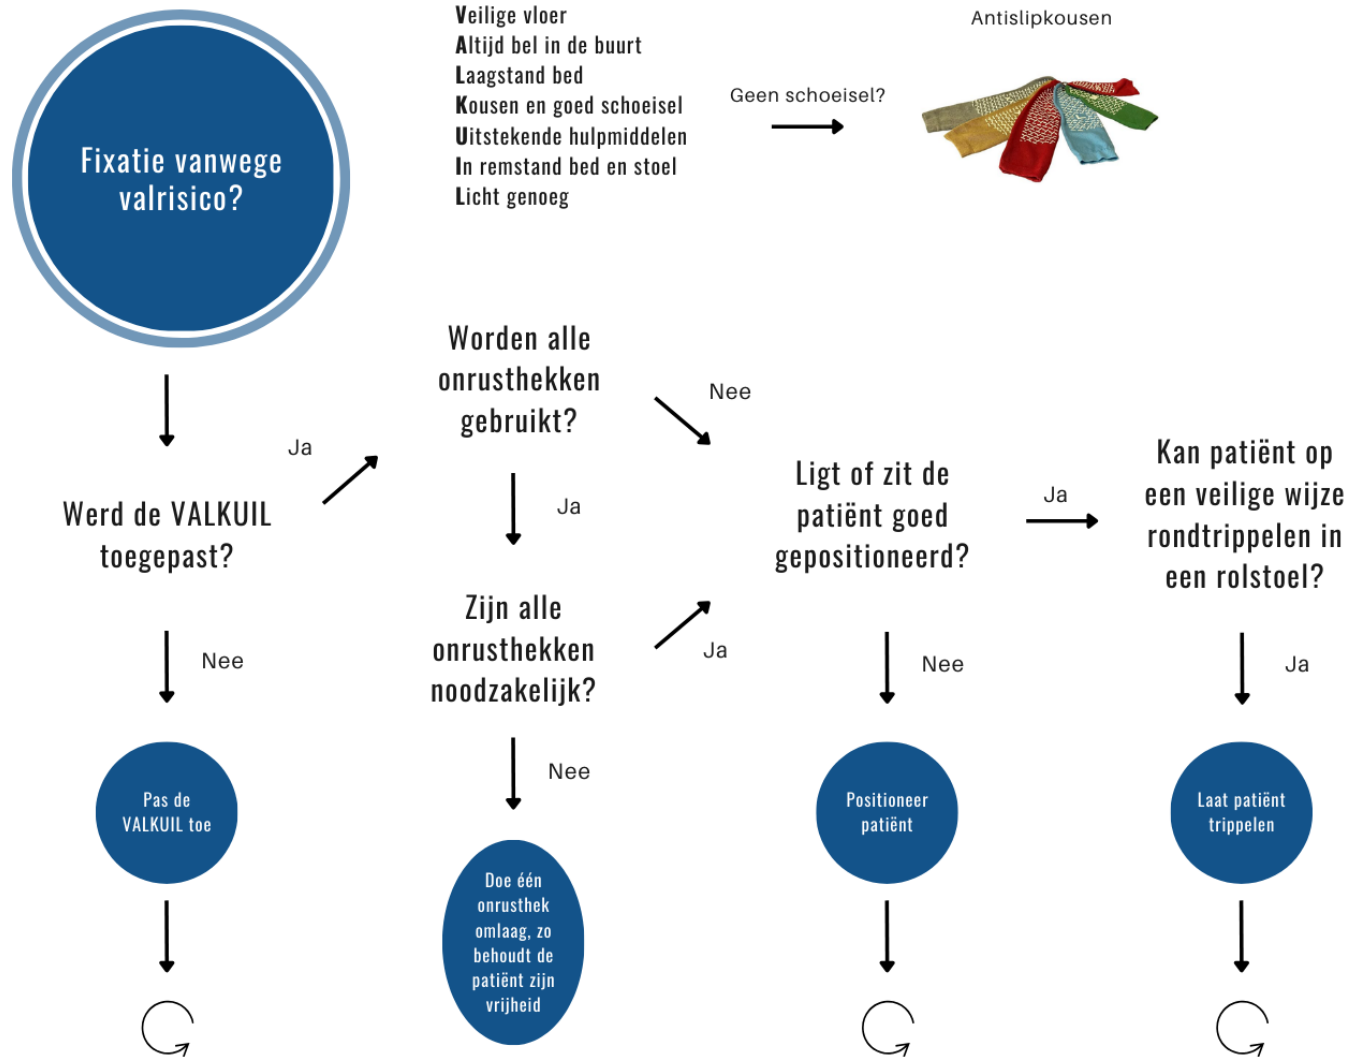 Fixatie vanwege
valrisico?
Veilige vloer
Altijd bel in de buurt
Laagstand bed
Kousen en goed schoeisel
Uitstekende hulpmiddelen
In remstand bed en stoel
Licht genoeg
Geen schoeisel?
Antislipkousen
Werd de VALKUIL
toegepast?
Ja
Nee
Pas de
VALKUIL toe
Worden alle
onrusthekken
gebruikt?
Nee
Ja
Zijn alle
onrusthekken
noodzakelijk?
Ja
Nee
Doe één
onrusthek
omlaag, zo
behoudt de
patiënt zijn
vrijheid
Ligt of zit de
patiënt goed
gepositioneerd?
Ja
Nee
Positioneer
patiënt
Kan patiënt op
een veilige wijze
rondtrippelen in
een rolstoel?
Ja
Laat patiënt
trippelen